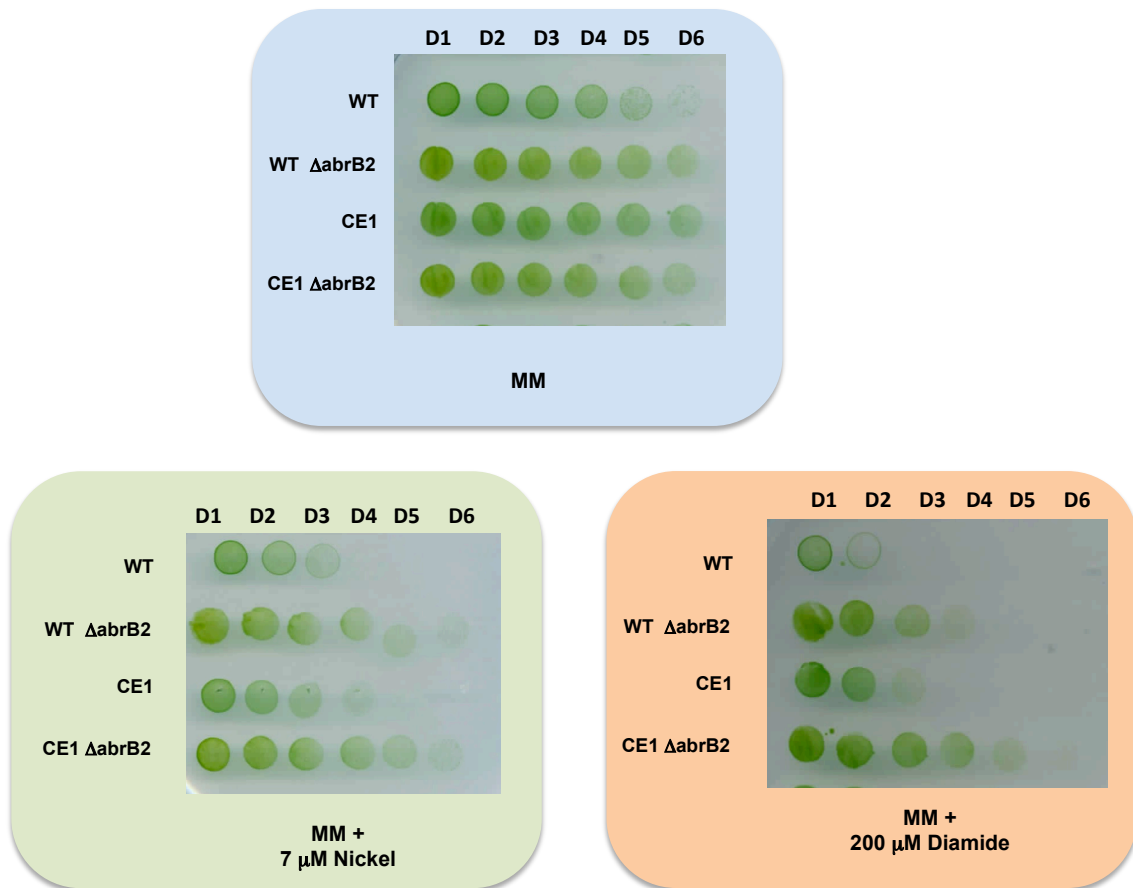 D1 D2 D3 D4 D5 D6
WT
WT ΔabrB2
CE1
CE1 ΔabrB2
MM
D1 D2 D3 D4 D5 D6
WT
WT ΔabrB2
CE1
CE1 ΔabrB2
MM +
7 μM Nickel
D1 D2 D3 D4 D5 D6
WT
WT ΔabrB2
CE1
CE1 ΔabrB2
MM +
200 μM Diamide